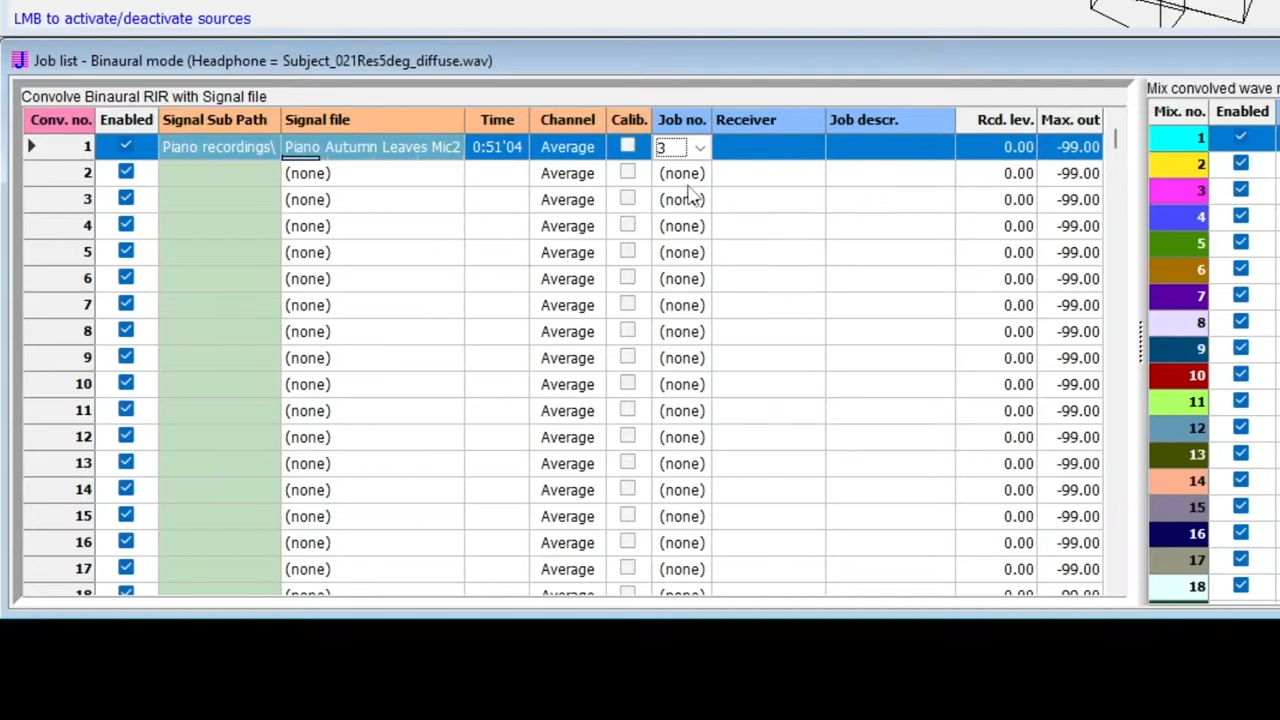 LMB to activate/deactivate sources
Job list - Binaural mode (Headphone = Subject_021Res5deg_diffuse.wav)
Convolve Binaural RIR with Signal file
Mix convolved wave r
Conv. no. Enabled Signal Sub Path Signal file Time Channel Calib. Job no. Receiver Job descr. Rcd. lev. Max. out Mix. no. Enabled
1 Piano recordings\ Piano Autumn Leaves Mic2 0:51'04 Average 3 0.00 -99.00 1
2 (none) Average (none) 0.00 -99.00 2
3 (none) Average (none) 0.00 -99.00 3
4 (none) Average (none) 0.00 -99.00 4
5 (none) Average (none) 0.00 -99.00 5
6 (none) Average (none) 0.00 -99.00 6
7 (none) Average (none) 0.00 -99.00 7
8 (none) Average (none) 0.00 -99.00 8
9 (none) Average (none) 0.00 -99.00 9
10 (none) Average (none) 0.00 -99.00 10
11 (none) Average (none) 0.00 -99.00 11
12 (none) Average (none) 0.00 -99.00 12
13 (none) Average (none) 0.00 -99.00 13
14 (none) Average (none) 0.00 -99.00 14
15 (none) Average (none) 0.00 -99.00 15
16 (none) Average (none) 0.00 -99.00 16
17 (none) Average (none) 0.00 -99.00 17
18